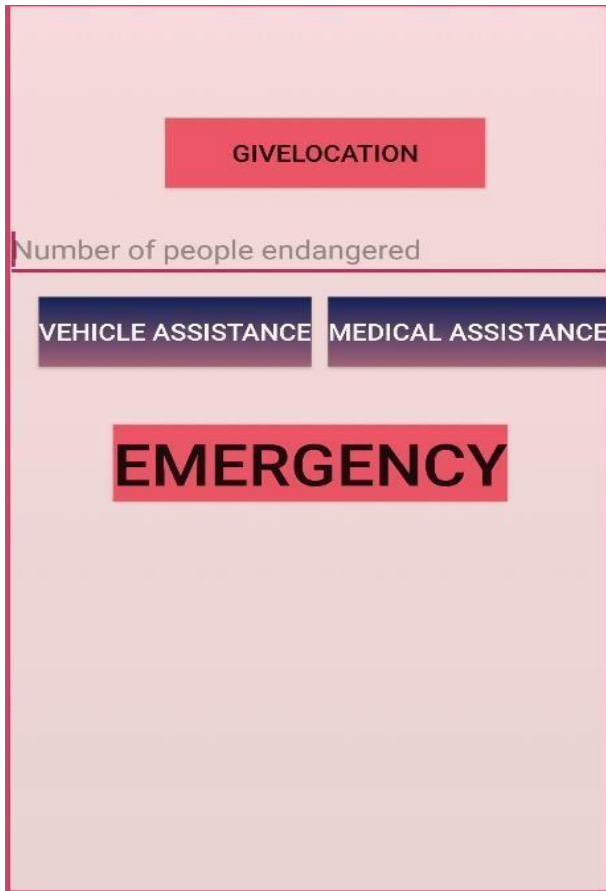 GIVELOCATION
Number of people endangered
VEHICLE ASSISTANCE MEDICAL ASSISTANCE
EMERGENCY